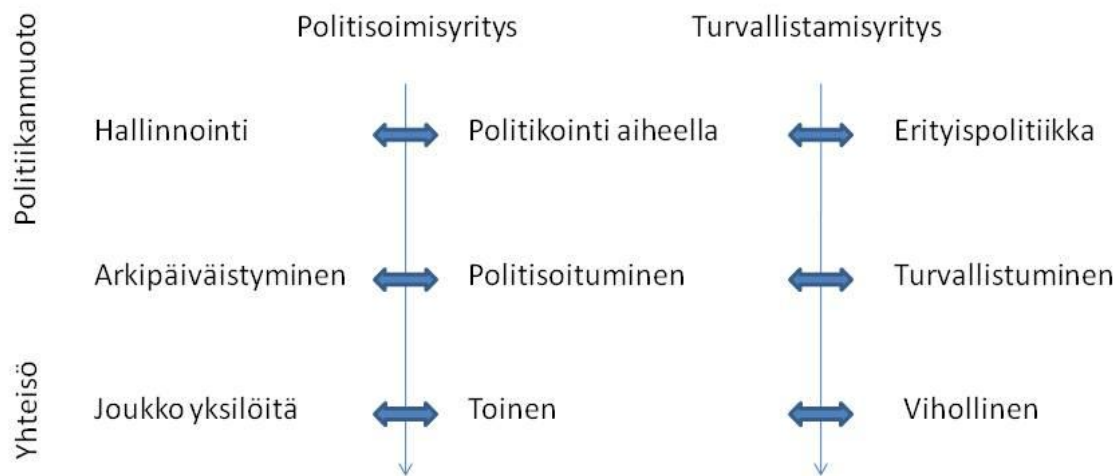 Politisoimisyritys Turvallistamisyritys
Politiikanmuoto
Hallinnointi Politikointi aiheella Erityispolitiikka
Arkipäiväistyminen Politisoituminen Turvallistuminen
Yhteisö
Joukko yksilöitä Toinen Vihollinen